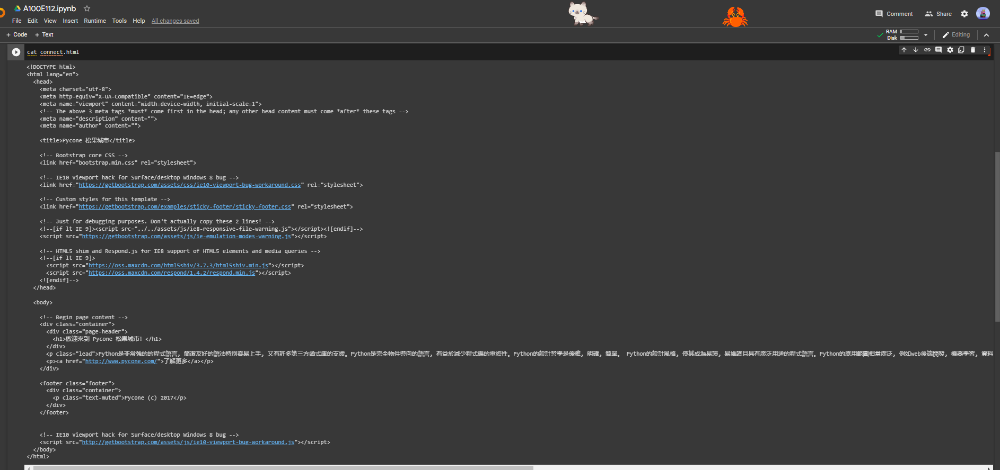 A100E112.ipynb
File Edit View Insert Runtime Tools Help All changes saved
Comment Share
+ Code + Text
RAM
Disk
Editing
cat connect.html
<!DOCTYPE html>
<html lang="en">
  <head>
    <meta charset="utf-8">
    <meta http-equiv="X-UA-Compatible" content="IE=edge">
    <meta name="viewport" content="width=device-width, initial-scale=1">
    <!-- The above 3 meta tags *must* come first in the head; any other head content must come *after* these tags -->
    <meta name="description" content="">
    <meta name="author" content="">
    <title>Pycone 松果城市</title>
    <!-- Bootstrap core CSS -->
    <link href="bootstrap.min.css" rel="stylesheet">
    <!-- IE10 viewport hack for Surface/desktop Windows 8 bug -->
    <link href="https://getbootstrap.com/assets/css/ie10-viewport-bug-workaround.css" rel="stylesheet">
    <!-- Custom styles for this template -->
    <link href="https://getbootstrap.com/examples/sticky-footer/sticky-footer.css" rel="stylesheet">
    <!-- Just for debugging purposes. Don't actually copy these 2 lines! -->
    <!--[if lt IE 9]><script src="../../assets/js/ie8-responsive-file-warning.js"></script><![endif]-->
    <script src="https://getbootstrap.com/assets/js/ie-emulation-modes-warning.js"></script>
    <!-- HTML5 shim and Respond.js for IE8 support of HTML5 elements and media queries -->
    <!--[if lt IE 9]>
      <script src="https://oss.maxcdn.com/html5shiv/3.7.3/html5shiv.min.js"></script>
      <script src="https://oss.maxcdn.com/respond/1.4.2/respond.min.js"></script>
    <![endif]-->
  </head>
  <body>
    <!-- Begin page content -->
    <div class="container">
      <div class="page-header">
        <h1>歡迎來到 Pycone 松果城市! </h1>
      </div>
      <p class="lead">Python是非常強的的程式語言, 簡潔友好的語法特別容易上手, 又有許多第三方函式庫的支援。Python是完全物件導向的語言, 有益於減少程式碼的重複性。Python的設計哲學是優雅, 明確, 簡單。 Python的設計風格, 使其成為易讀, 易維護且具有廣泛用途的程式語言。Python的應用範圍相當廣泛, 例如web後端開發, 機器學習, 資料
      <p><a href="http://www.pycone.com/">了解更多</a></p>
    </div>
    <footer class="footer">
      <div class="container">
        <p class="text-muted">Pycone (c) 2017</p>
      </div>
    </footer>
    <!-- IE10 viewport hack for Surface/desktop Windows 8 bug -->
    <script src="http://getbootstrap.com/assets/js/ie10-viewport-bug-workaround.js"></script>
  </body>
</html>